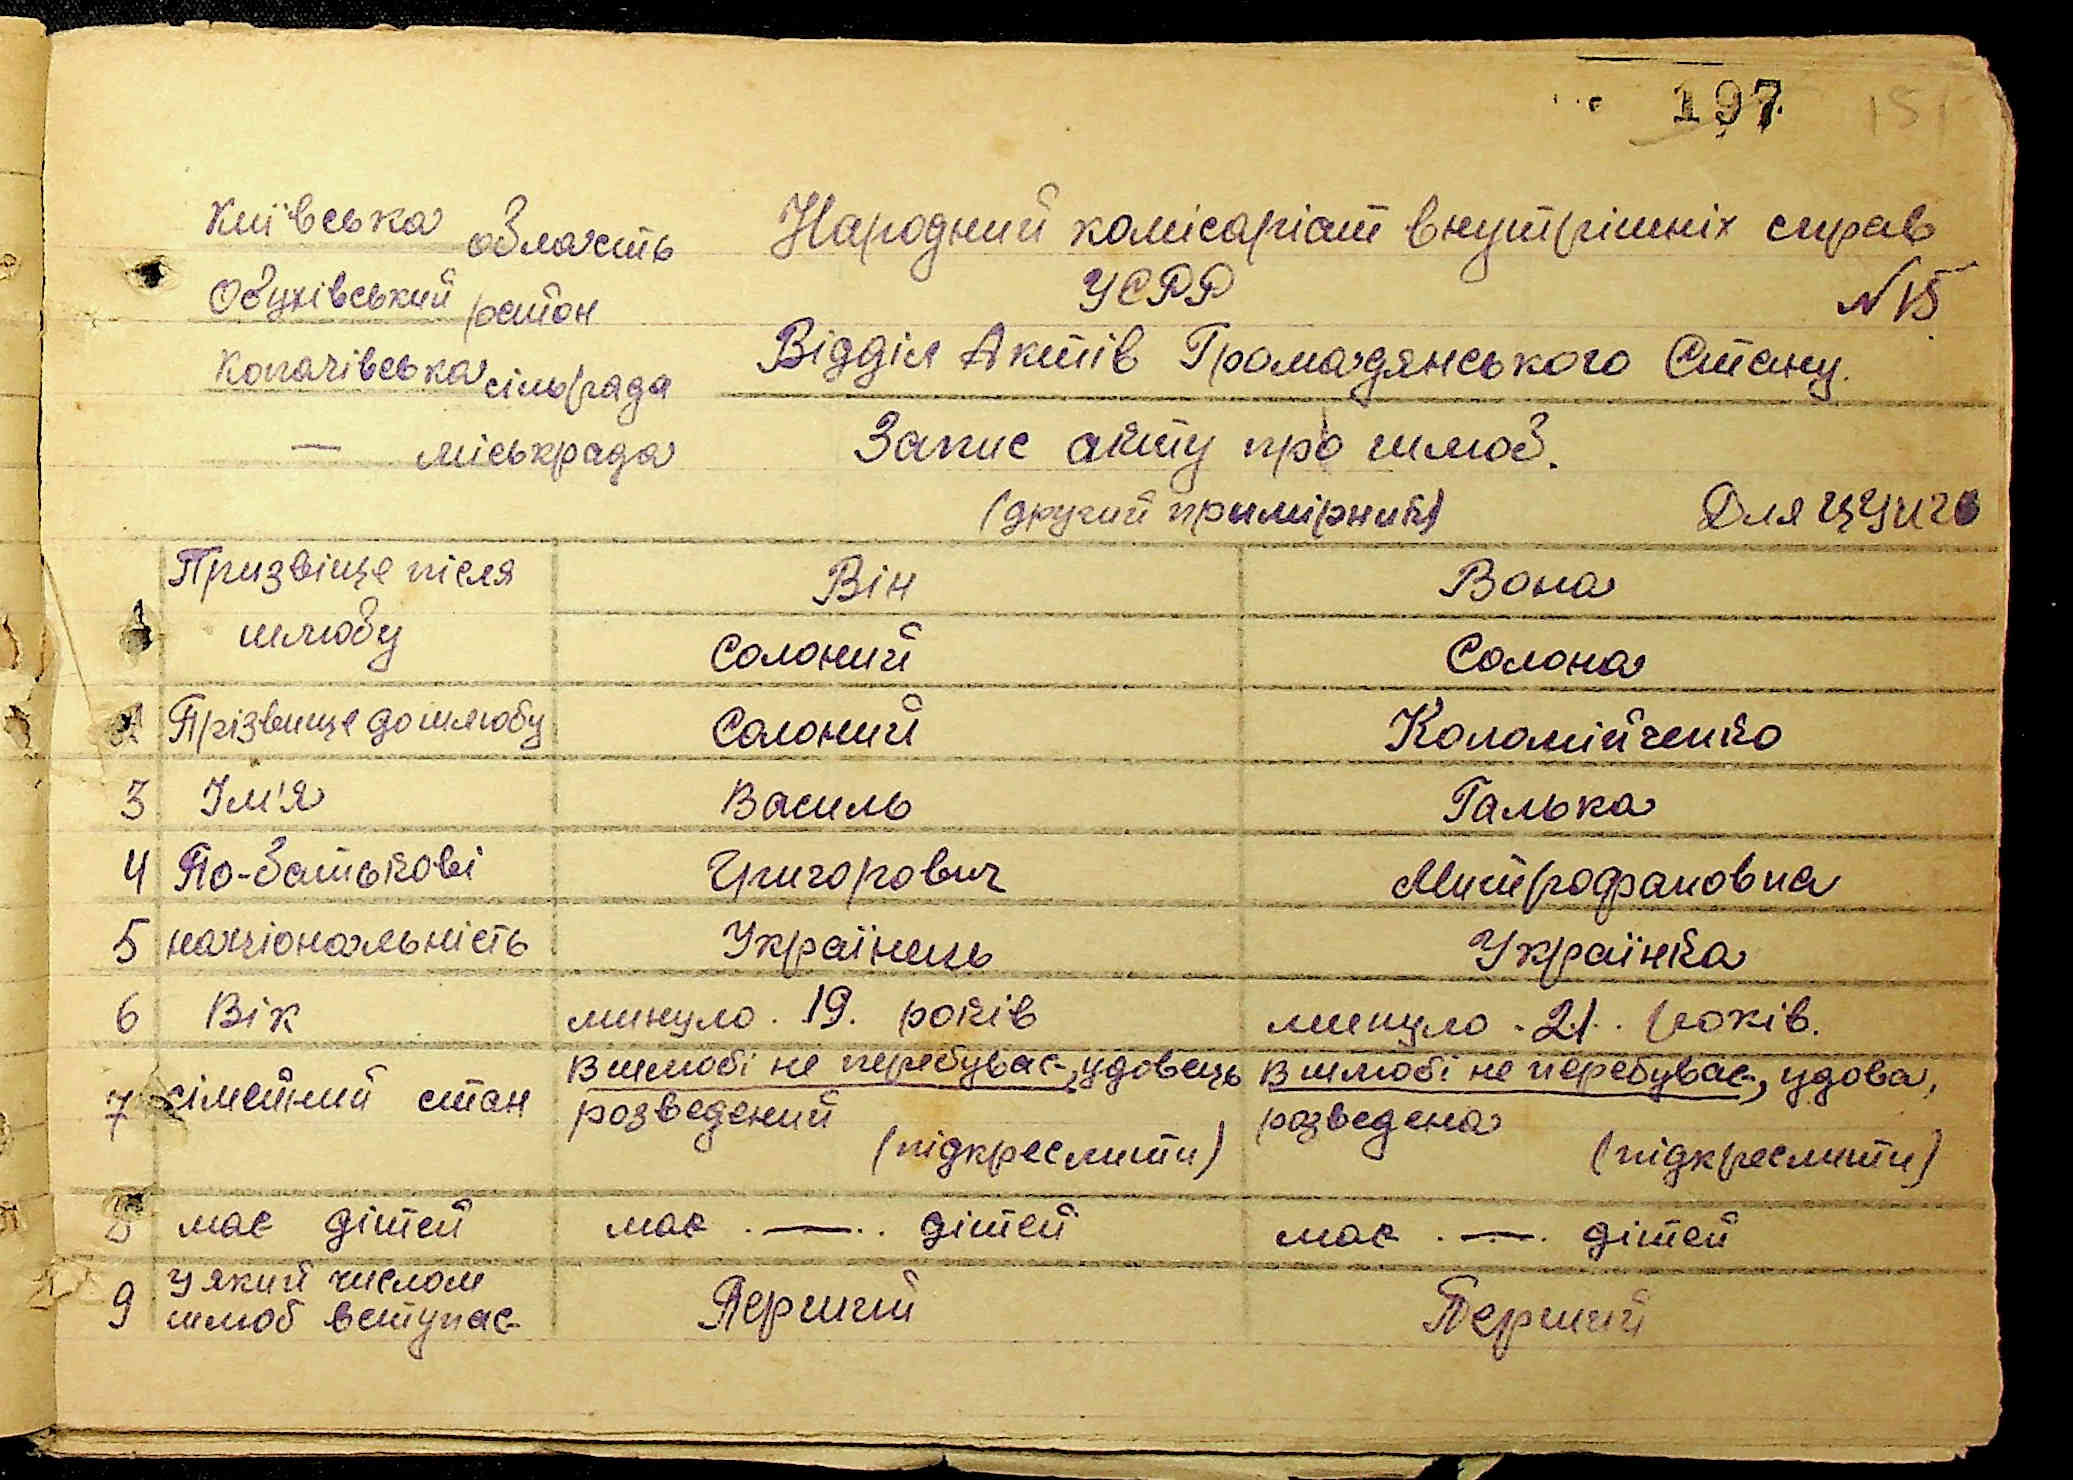 197
Київська область
Обухівський район
Копачівська сільрада
— міськрада
Народний комісаріат внутрішніх справ
УСРР
N 15
Відділ Актів Громадянського Стану.
Запис акту про шлюб.
(другий примірник) Для
1 Призвіще після шлюбу Він Вона
Солоний Солона
2 Прізвище до шлюбу Солоний Коломійченко
3 Ім'я Василь Галька
4 По-батькові Григорович Митрофановна
5 національність Українець Українка
6 Вік минуло . 19. років минуло . 21 . років.
7 сімейний стан В шлюбі не перебуває, удовець розведений (підкреслити) В шлюбі не перебуває, удова, розведена (підкреслити)
8 має дітей має . — . . дітей має . — . дітей
9 У який числом шлюб вступає Перший Перший